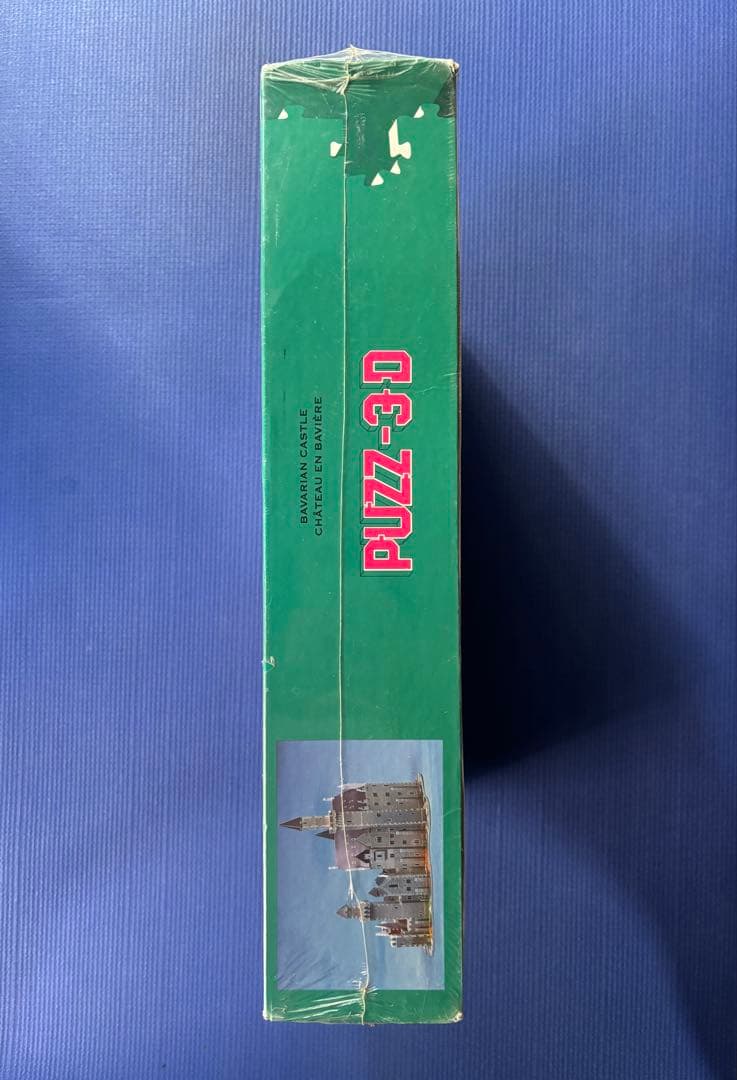 BAVARIAN CASTLE
CHÂTEAU EN BAVIÈRE
PUZZ-3D